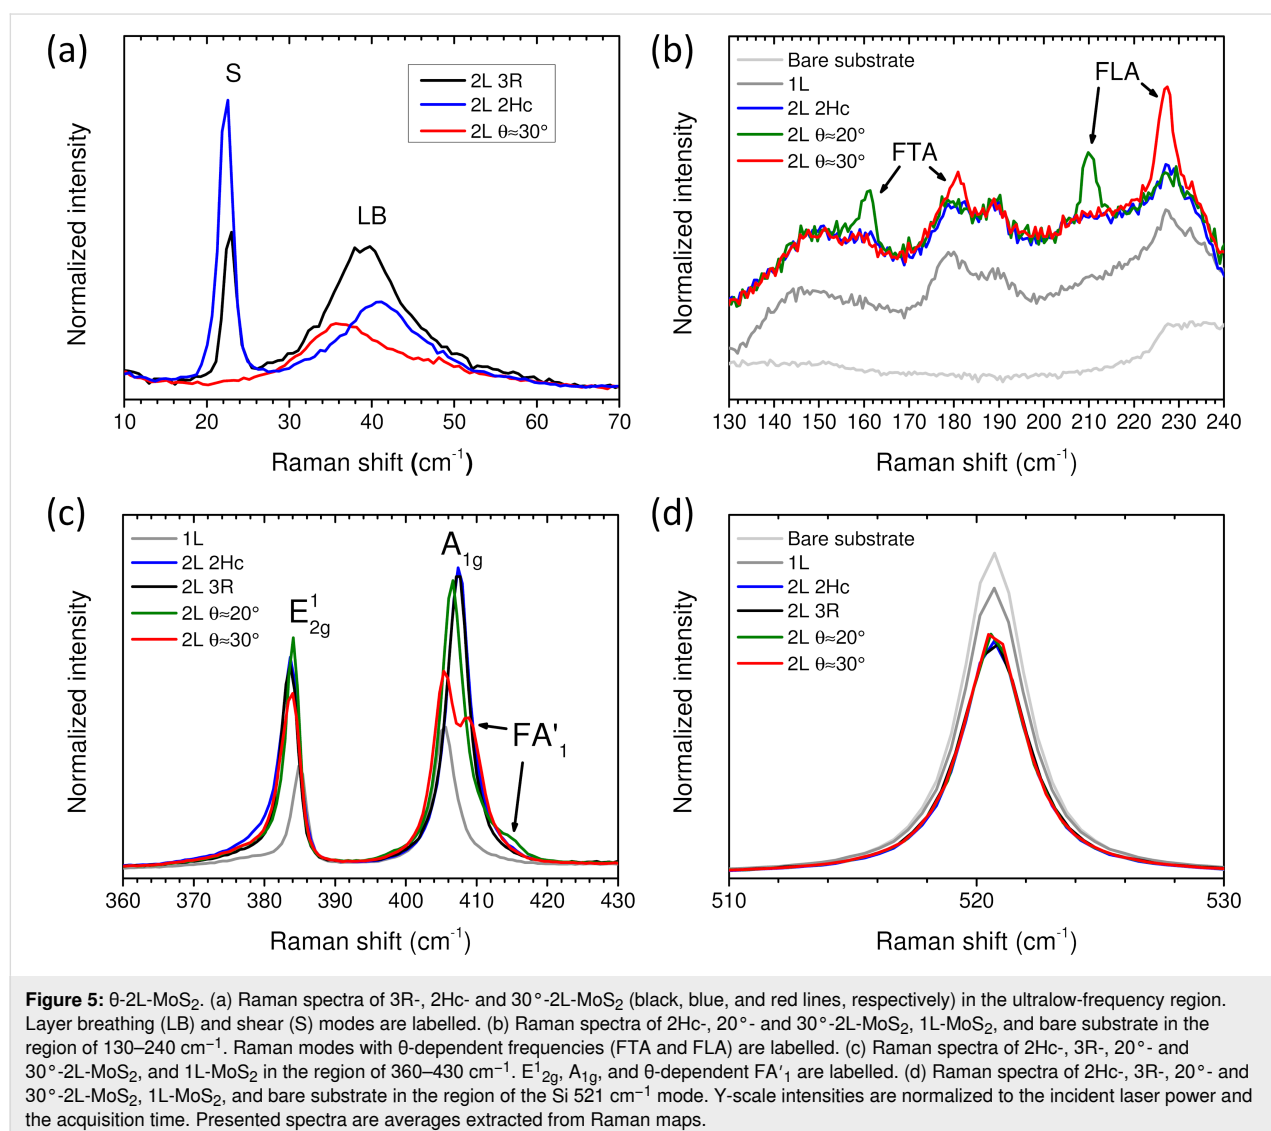 (a)
S
LB
2L 3R
2L 2Hc
2L θ≈30°
Normalized intensity
10 20 30 40 50 60 70
Raman shift (cm⁻¹)
(b)
Bare substrate
1L
2L 2Hc
2L θ≈20°
2L θ≈30°
FTA
FLA
Normalized intensity
130 140 150 160 170 180 190 200 210 220 230 240
Raman shift (cm⁻¹)
(c)
1L
2L 2Hc
2L 3R
2L θ≈20°
2L θ≈30°
E¹₂g
A₁g
FA'₁
Normalized intensity
360 370 380 390 400 410 420 430
Raman shift (cm⁻¹)
(d)
Bare substrate
1L
2L 2Hc
2L 3R
2L θ≈20°
2L θ≈30°
Normalized intensity
510 520 530
Raman shift (cm⁻¹)
Figure 5: θ-2L-MoS₂. (a) Raman spectra of 3R-, 2Hc- and 30°-2L-MoS₂ (black, blue, and red lines, respectively) in the ultralow-frequency region.
Layer breathing (LB) and shear (S) modes are labelled. (b) Raman spectra of 2Hc-, 20°- and 30°-2L-MoS₂, 1L-MoS₂, and bare substrate in the
region of 130–240 cm⁻¹. Raman modes with θ-dependent frequencies (FTA and FLA) are labelled. (c) Raman spectra of 2Hc-, 3R-, 20°- and
30°-2L-MoS₂, and 1L-MoS₂ in the region of 360–430 cm⁻¹. E¹₂g, A₁g, and θ-dependent FA′₁ are labelled. (d) Raman spectra of 2Hc-, 3R-, 20°- and
30°-2L-MoS₂, 1L-MoS₂, and bare substrate in the region of the Si 521 cm⁻¹ mode. Y-scale intensities are normalized to the incident laser power and
the acquisition time. Presented spectra are averages extracted from Raman maps.